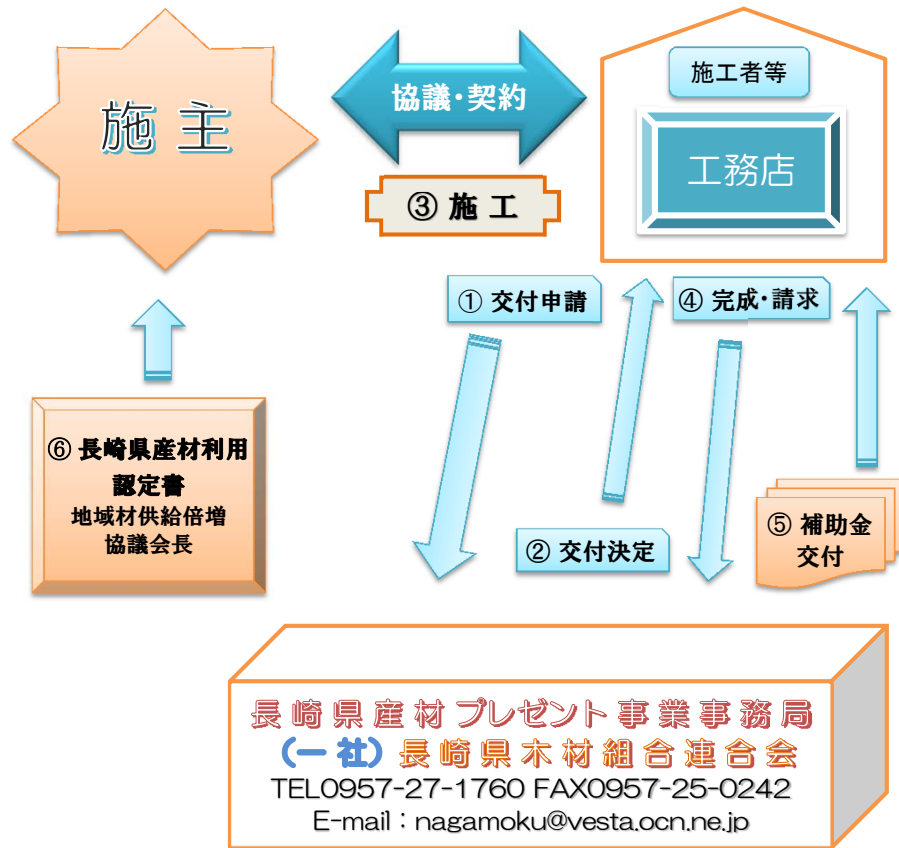 施 主
協議・契約
施工者等
工務店
③ 施 工
① 交付申請
④ 完成・請求
⑥ 長崎県産材利用
認定書
地域材供給倍増
協議会長
② 交付決定
⑤ 補助金
交付
長崎県産材プレゼント事業事務局
(一社)長崎県木材組合連合会
TEL0957-27-1760 FAX0957-25-0242
E-mail：nagamoku@vesta.ocn.ne.jp